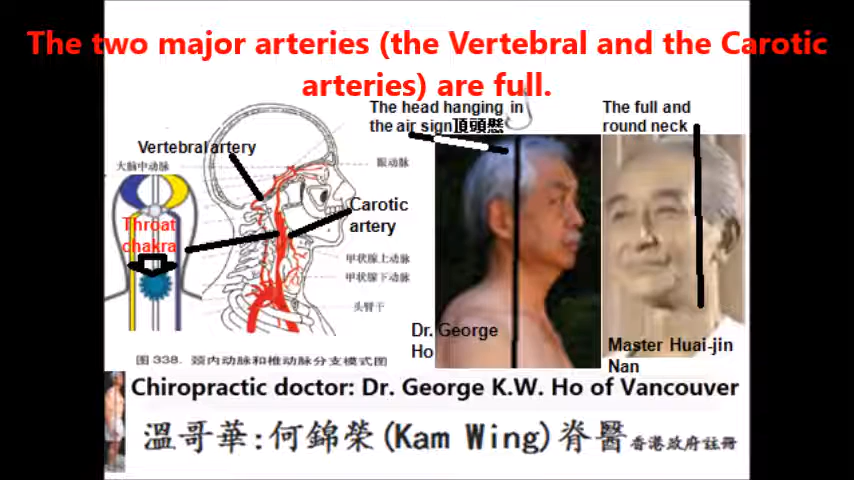 The two major arteries (the Vertebral and the Carotic
arteries) are full.
The head hanging in
the air sign頂頭懸
The full and
round neck
Vertebral artery
大脑中动脉
眼动脉
Carotic
artery
Throat
chakra
甲状腺上动脉
甲状腺下动脉
头臂干
Dr. George
Ho
Master Huai-jin
Nan
图 338. 颈内动脉和椎动脉分支模式图
Chiropractic doctor: Dr. George K.W. Ho of Vancouver
溫哥華:何錦榮(Kam Wing)脊醫香港政府註冊